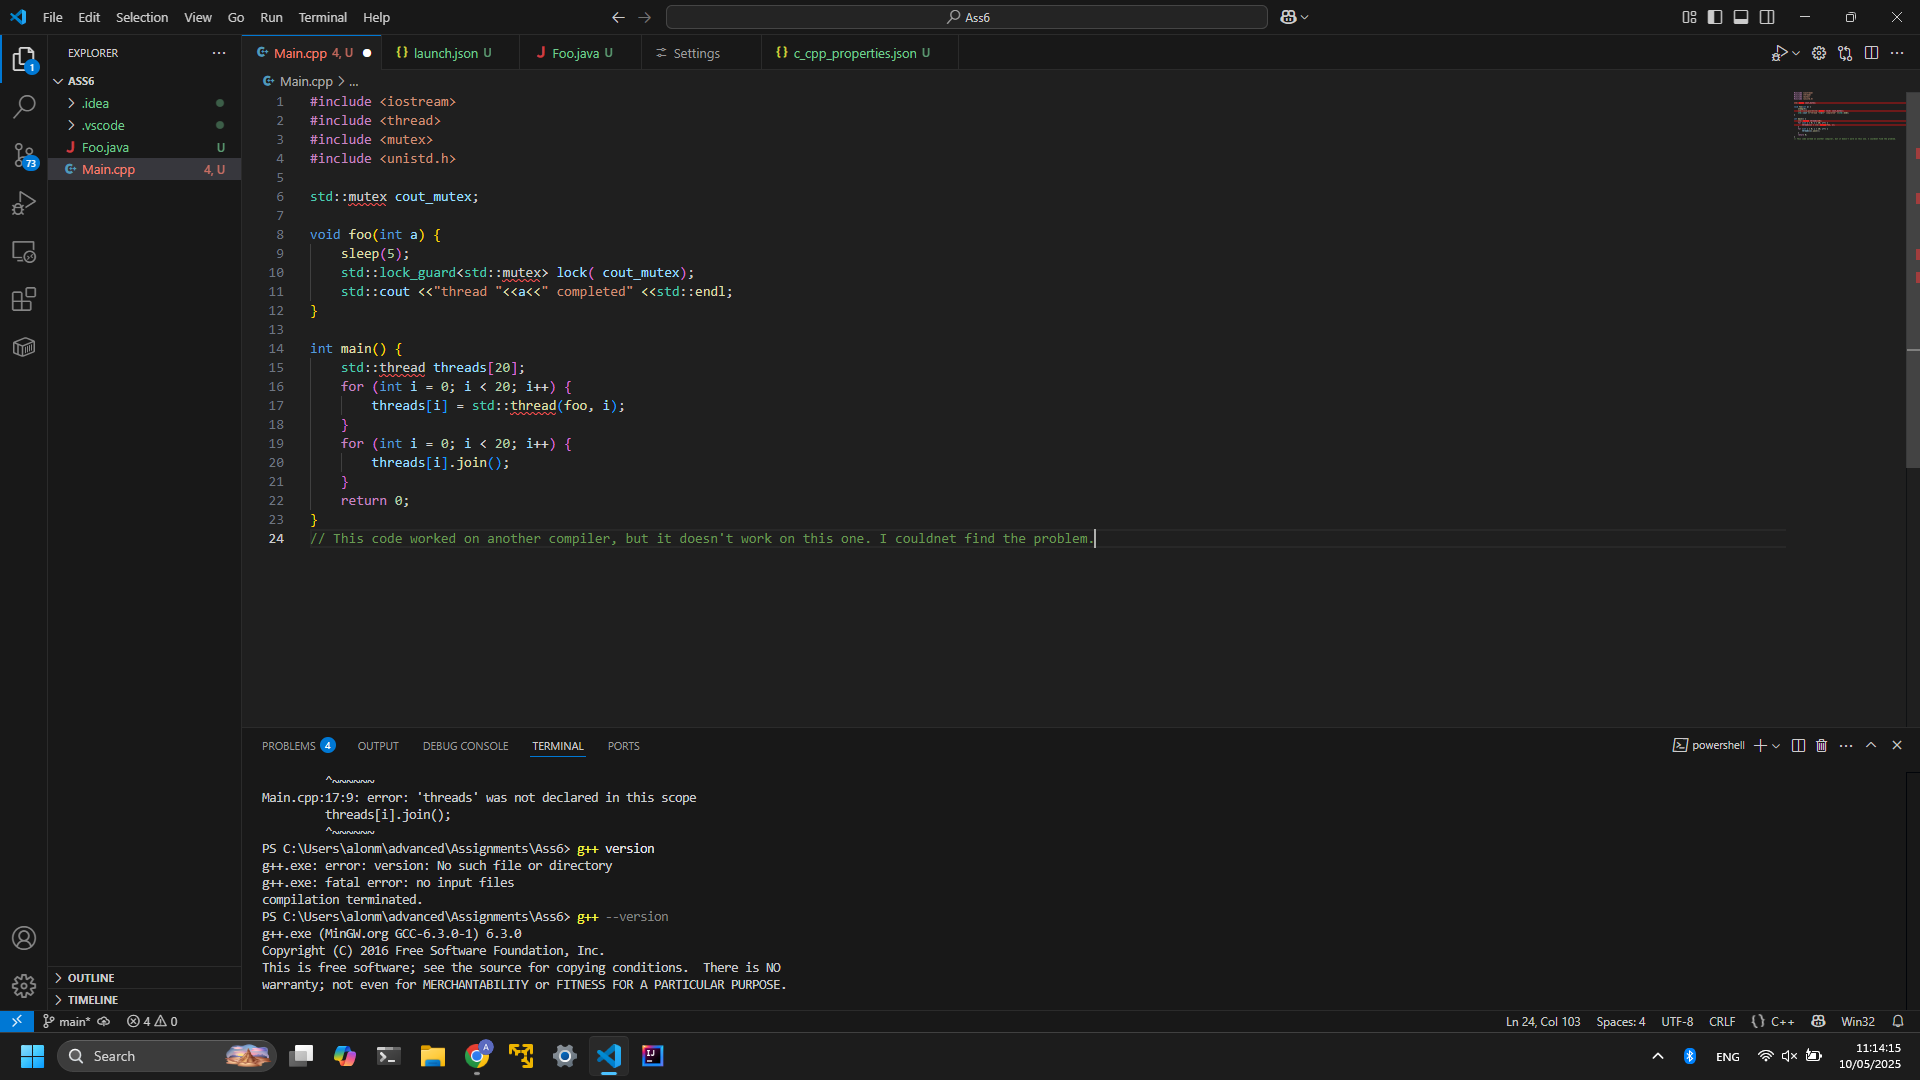 File Edit Selection View Go Run Terminal Help
Ass6
EXPLORER
Main.cpp 4, U
launch.json U
Foo.java U
Settings
c_cpp_properties.json U
1
ASS6
.idea
.vscode
Foo.java U
Main.cpp 4, U
73
Main.cpp > ...
1 #include <iostream>
2 #include <thread>
3 #include <mutex>
4 #include <unistd.h>
5
6 std::mutex cout_mutex;
7
8 void foo(int a) {
9 sleep(5);
10 std::lock_guard<std::mutex> lock( cout_mutex);
11 std::cout <<"thread "<<a<<" completed" <<std::endl;
12 }
13
14 int main() {
15 std::thread threads[20];
16 for (int i = 0; i < 20; i++) {
17 threads[i] = std::thread(foo, i);
18 }
19 for (int i = 0; i < 20; i++) {
20 threads[i].join();
21 }
22 return 0;
23 }
24 // This code worked on another compiler, but it doesn't work on this one. I couldnet find the problem.
PROBLEMS 4 OUTPUT DEBUG CONSOLE TERMINAL PORTS
powershell
^~~~~~~
Main.cpp:17:9: error: 'threads' was not declared in this scope
threads[i].join();
^~~~~~~
PS C:\Users\alonm\advanced\Assignments\Ass6> g++ version
g++.exe: error: version: No such file or directory
g++.exe: fatal error: no input files
compilation terminated.
PS C:\Users\alonm\advanced\Assignments\Ass6> g++ --version
g++.exe (MinGW.org GCC-6.3.0-1) 6.3.0
Copyright (C) 2016 Free Software Foundation, Inc.
This is free software; see the source for copying conditions.  There is NO
warranty; not even for MERCHANTABILITY or FITNESS FOR A PARTICULAR PURPOSE.
OUTLINE
TIMELINE
main* 4 0
Ln 24, Col 103 Spaces: 4 UTF-8 CRLF {} C++ Win32
Search
A
IJ
ENG
11:14:15
10/05/2025